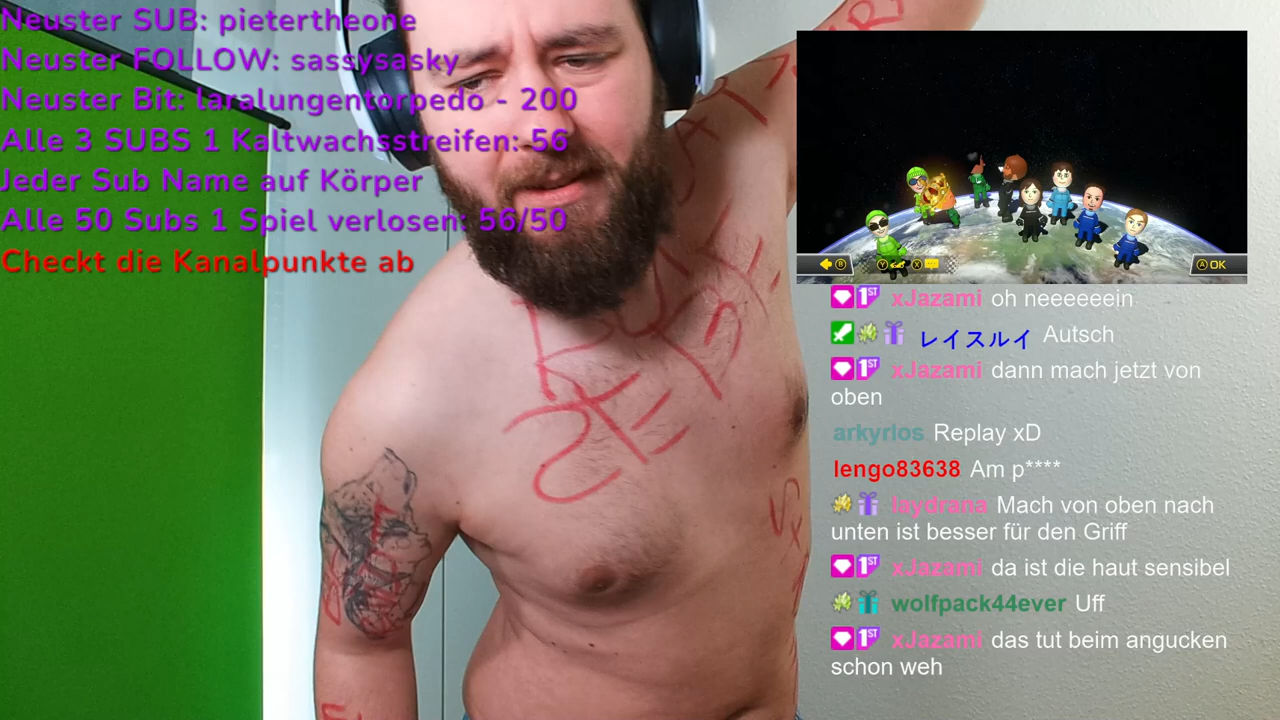 Neuster SUB: pietertheone
Neuster FOLLOW: sassysasky
Neuster Bit: laralungentorpedo - 200
Alle 3 SUBS 1 Kaltwachsstreifen: 56
Jeder Sub Name auf Körper
Alle 50 Subs 1 Spiel verlosen: 56/50
Checkt die Kanalpunkte ab
B
Y
X
A OK
1ST xJazami oh neeeeeein
レイスルイ Autsch
1ST xJazami dann mach jetzt von
oben
arkyrios Replay xD
lengo83638 Am p****
laydrana Mach von oben nach
unten ist besser für den Griff
1ST xJazami da ist die haut sensibel
wolfpack44ever Uff
1ST xJazami das tut beim angucken
schon weh